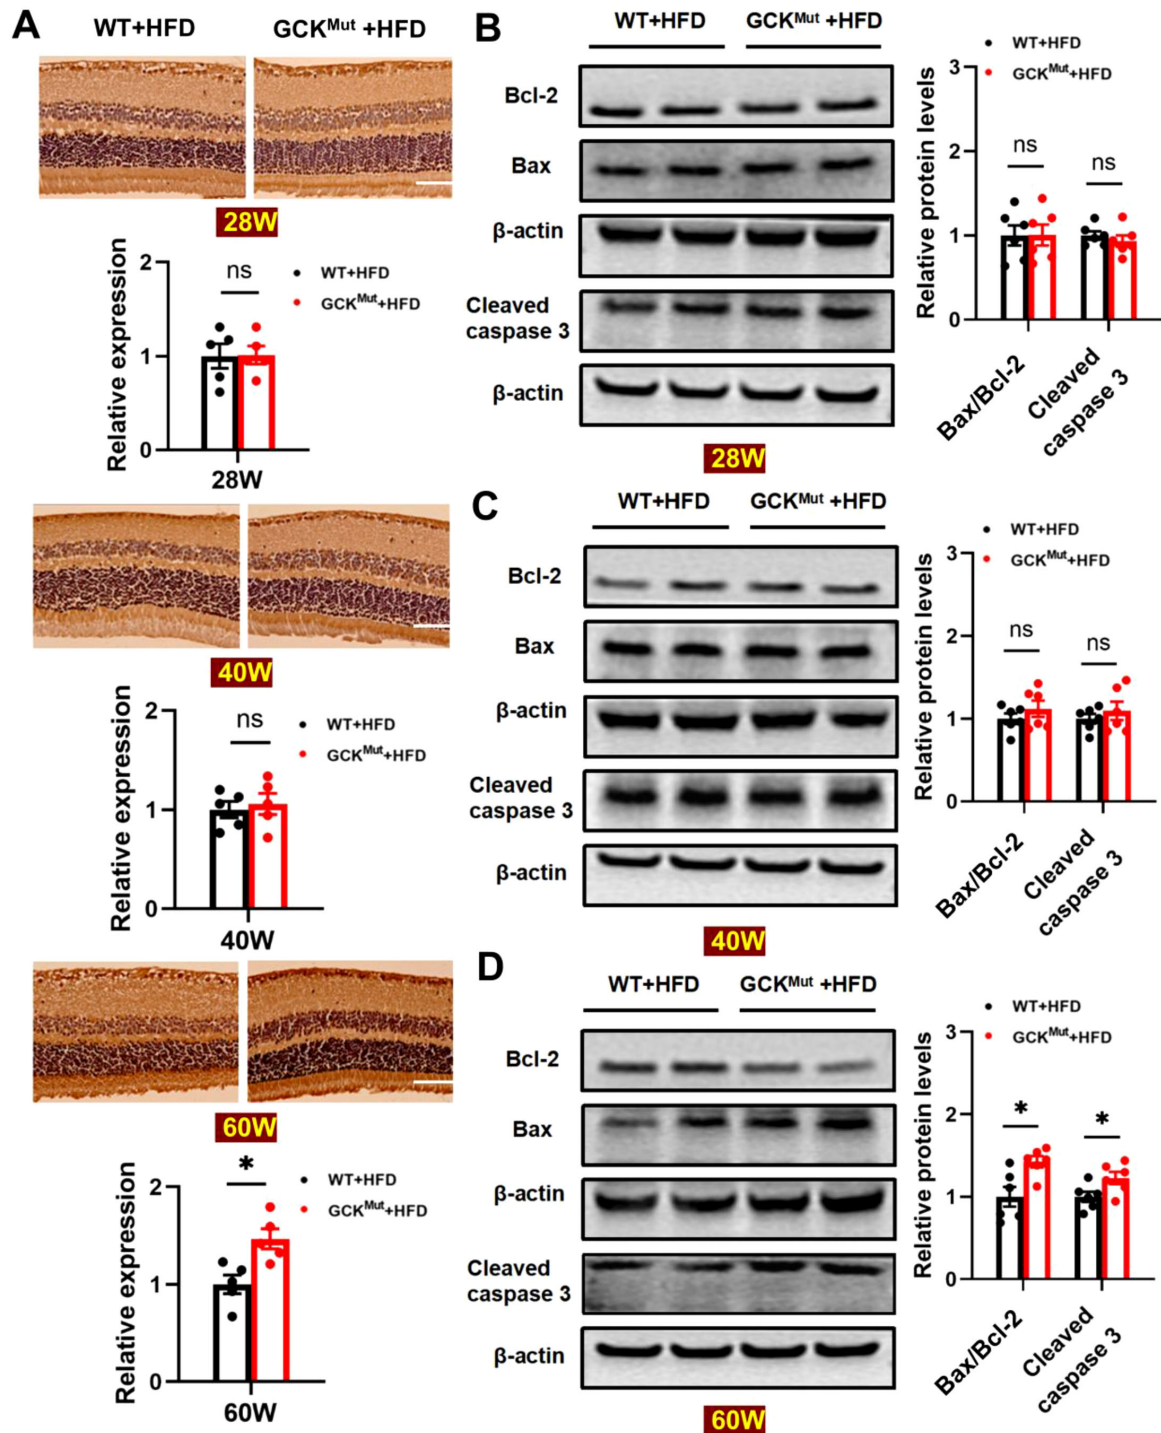 A
WT+HFD
GCKMut +HFD
28W
2
1
0
Relative expression
ns
WT+HFD
GCKMut+HFD
28W
40W
2
1
0
Relative expression
ns
WT+HFD
GCKMut+HFD
40W
60W
2
1
0
Relative expression
*
WT+HFD
GCKMut+HFD
60W
B
WT+HFD
GCKMut +HFD
Bcl-2
Bax
β-actin
Cleaved
caspase 3
β-actin
28W
WT+HFD
GCKMut+HFD
3
2
1
0
Relative protein levels
ns
ns
Bax/Bcl-2
Cleaved
caspase 3
C
WT+HFD
GCKMut +HFD
Bcl-2
Bax
β-actin
Cleaved
caspase 3
β-actin
40W
WT+HFD
GCKMut+HFD
3
2
1
0
Relative protein levels
ns
ns
Bax/Bcl-2
Cleaved
caspase 3
D
WT+HFD
GCKMut +HFD
Bcl-2
Bax
β-actin
Cleaved
caspase 3
β-actin
60W
WT+HFD
GCKMut+HFD
3
2
1
0
Relative protein levels
*
*
Bax/Bcl-2
Cleaved
caspase 3